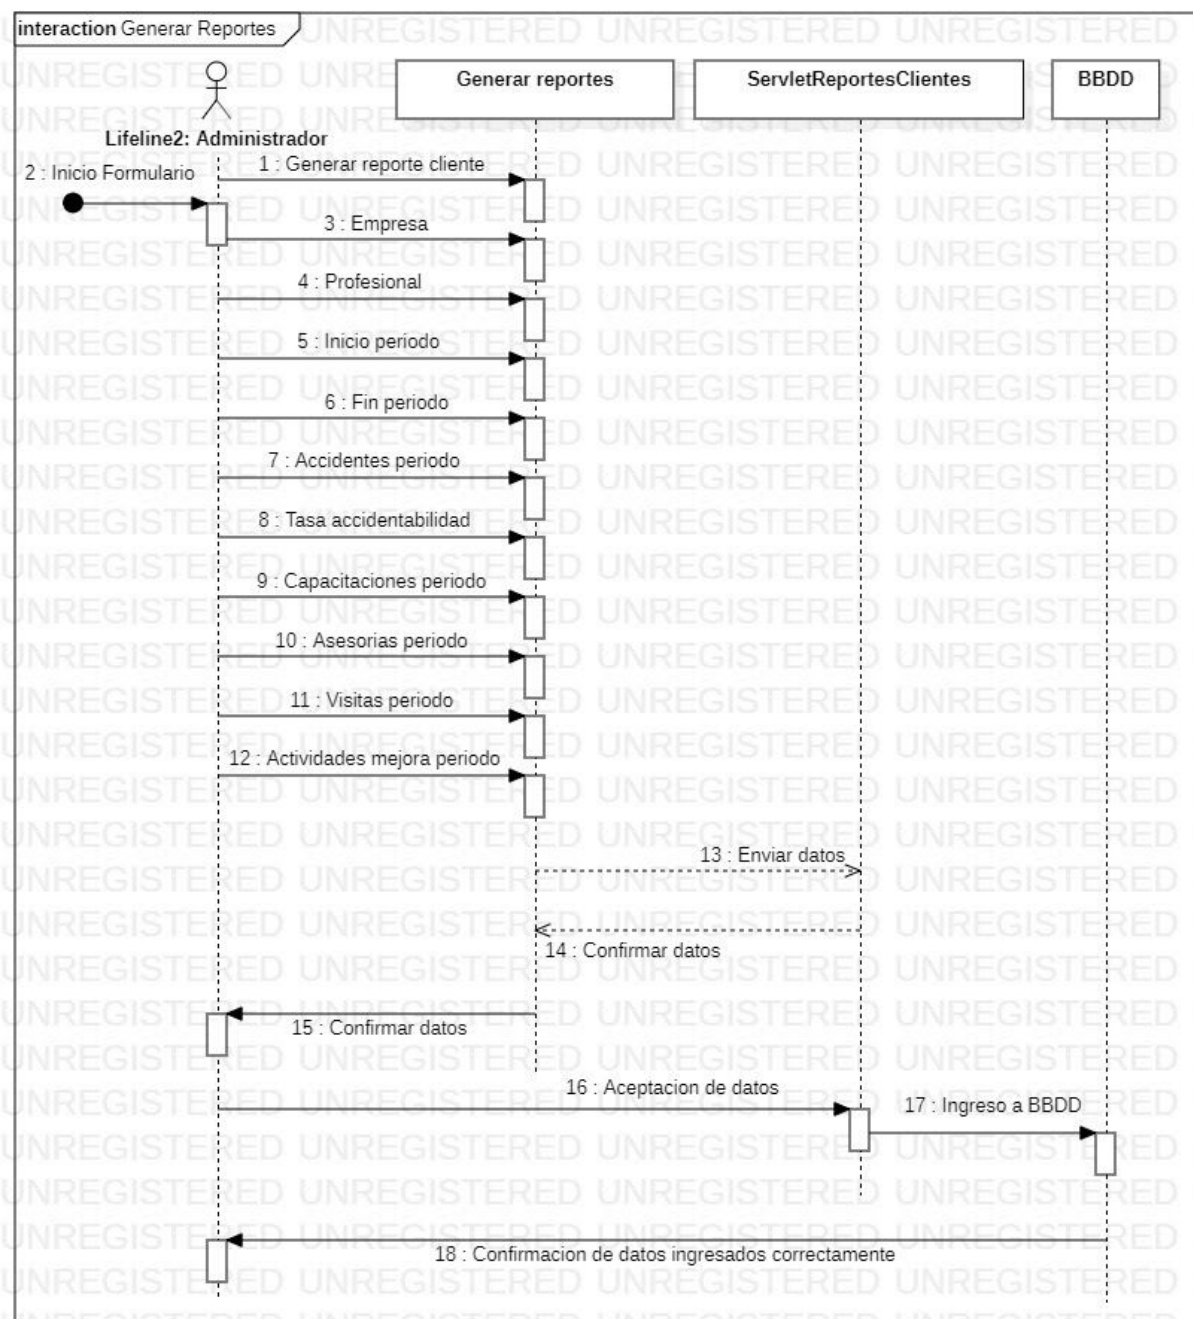 interaction Generar Reportes
Generar reportes
ServletReportesClientes
BBDD
Lifeline2: Administrador
1 : Generar reporte cliente
2 : Inicio Formulario
3 : Empresa
4 : Profesional
5 : Inicio periodo
6 : Fin periodo
7 : Accidentes periodo
8 : Tasa accidentabilidad
9 : Capacitaciones periodo
10 : Asesorias periodo
11 : Visitas periodo
12 : Actividades mejora periodo
13 : Enviar datos
14 : Confirmar datos
15 : Confirmar datos
16 : Aceptacion de datos
17 : Ingreso a BBDD
18 : Confirmacion de datos ingresados correctamente
UNREGISTERED